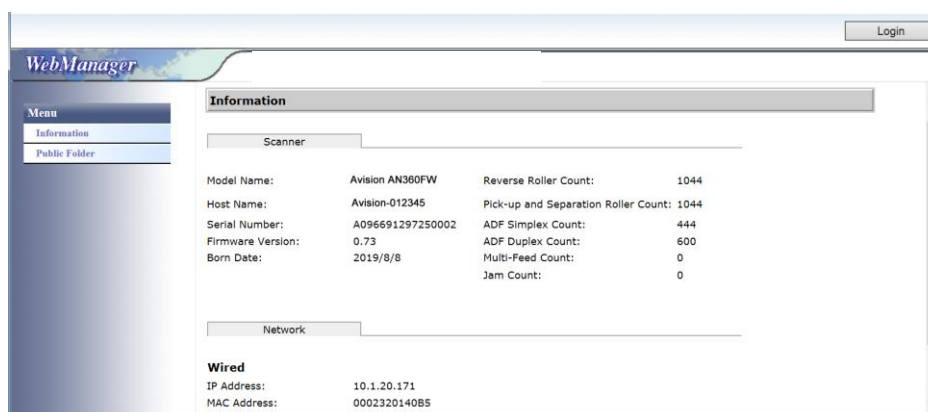 Login
WebManager
Menu
Information
Public Folder
Information
Scanner
Model Name: Avision AN360FW Reverse Roller Count: 1044
Host Name: Avision-012345 Pick-up and Separation Roller Count: 1044
Serial Number: A096691297250002 ADF Simplex Count: 444
Firmware Version: 0.73 ADF Duplex Count: 600
Born Date: 2019/8/8 Multi-Feed Count: 0
Jam Count: 0
Network
Wired
IP Address: 10.1.20.171
MAC Address: 0002320140B5